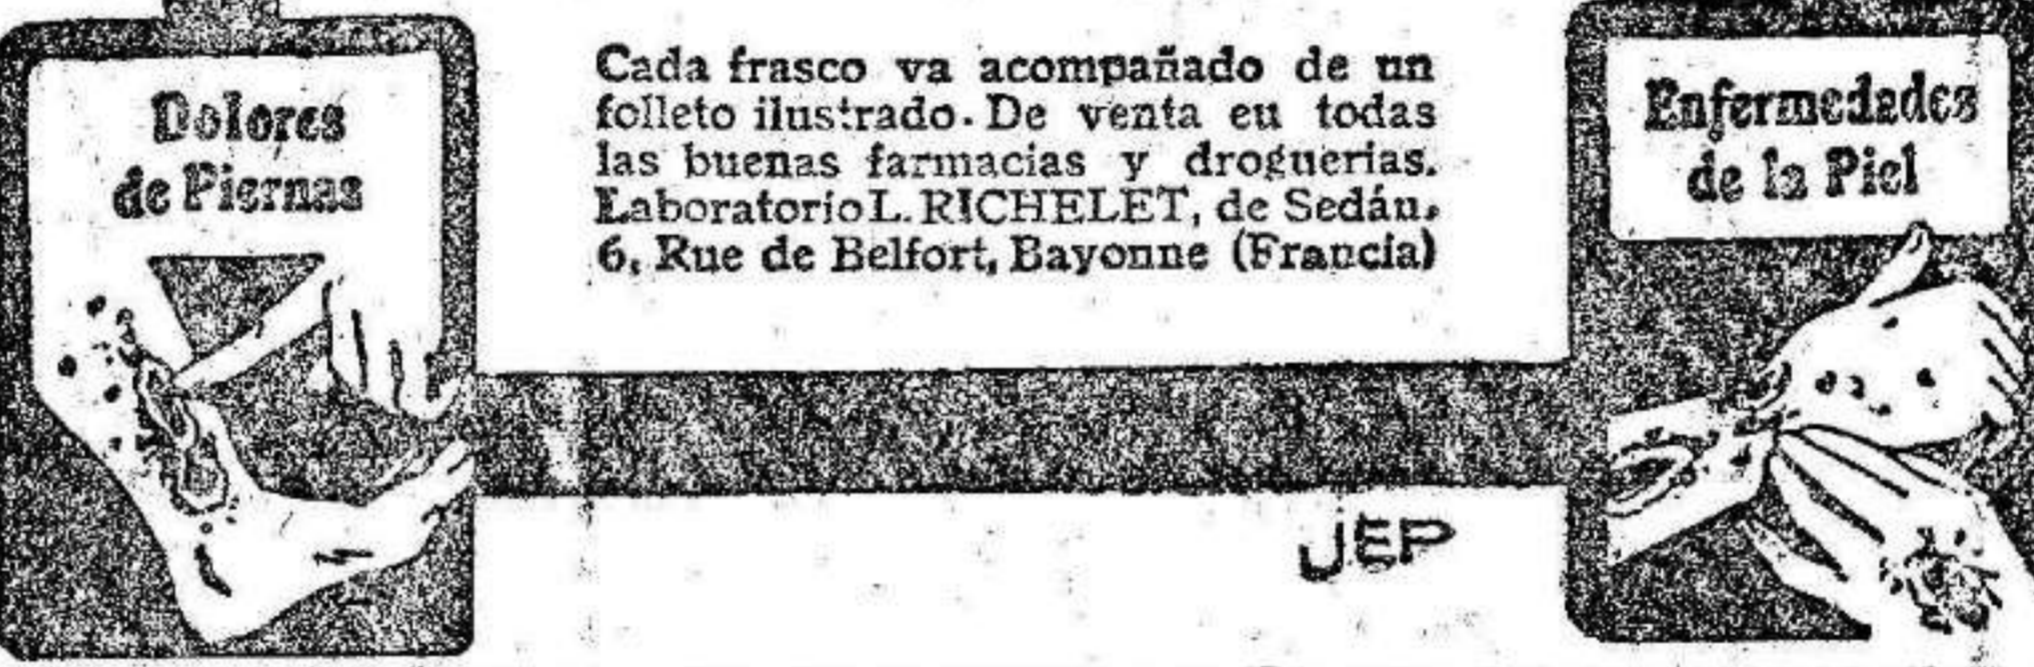 Dolores
de Piernas
Cada frasco va acompañado de un
folleto ilustrado. De venta eu todas
las buenas farmacias y droguerias.
Laboratorio L. RICHELET, de Sedáu.
6, Rue de Belfort, Bayonne (Francia)
Enfermedades
de la Piel
JEP